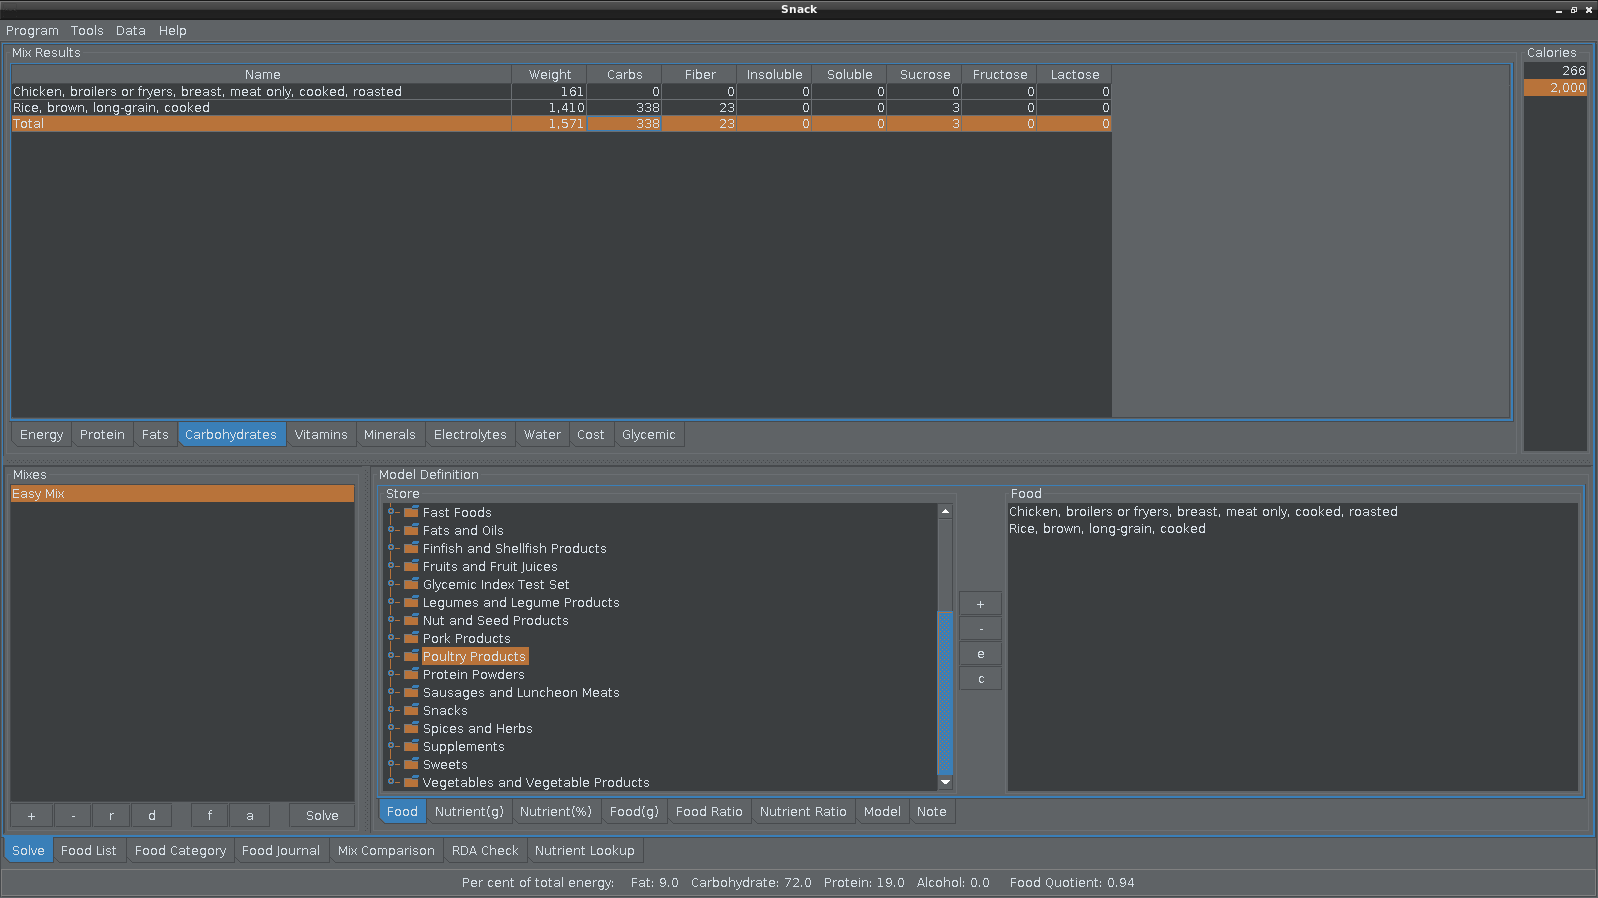 Snack
Program Tools Data Help
Mix Results
Calories
Name Weight Carbs Fiber Insoluble Soluble Sucrose Fructose Lactose
Chicken, broilers or fryers, breast, meat only, cooked, roasted 161 0 0 0 0 0 0 0
Rice, brown, long-grain, cooked 1,410 338 23 0 0 3 0 0
Total 1,571 338 23 0 0 3 0 0
266
2,000
Energy Protein Fats Carbohydrates Vitamins Minerals Electrolytes Water Cost Glycemic
Mixes
Easy Mix
+ - r d f a Solve
Model Definition
Store
Fast Foods
Fats and Oils
Finfish and Shellfish Products
Fruits and Fruit Juices
Glycemic Index Test Set
Legumes and Legume Products
Nut and Seed Products
Pork Products
Poultry Products
Protein Powders
Sausages and Luncheon Meats
Snacks
Spices and Herbs
Supplements
Sweets
Vegetables and Vegetable Products
+
-
e
c
Food
Chicken, broilers or fryers, breast, meat only, cooked, roasted
Rice, brown, long-grain, cooked
Food Nutrient(g) Nutrient(%) Food(g) Food Ratio Nutrient Ratio Model Note
Solve Food List Food Category Food Journal Mix Comparison RDA Check Nutrient Lookup
Per cent of total energy: Fat: 9.0 Carbohydrate: 72.0 Protein: 19.0 Alcohol: 0.0 Food Quotient: 0.94